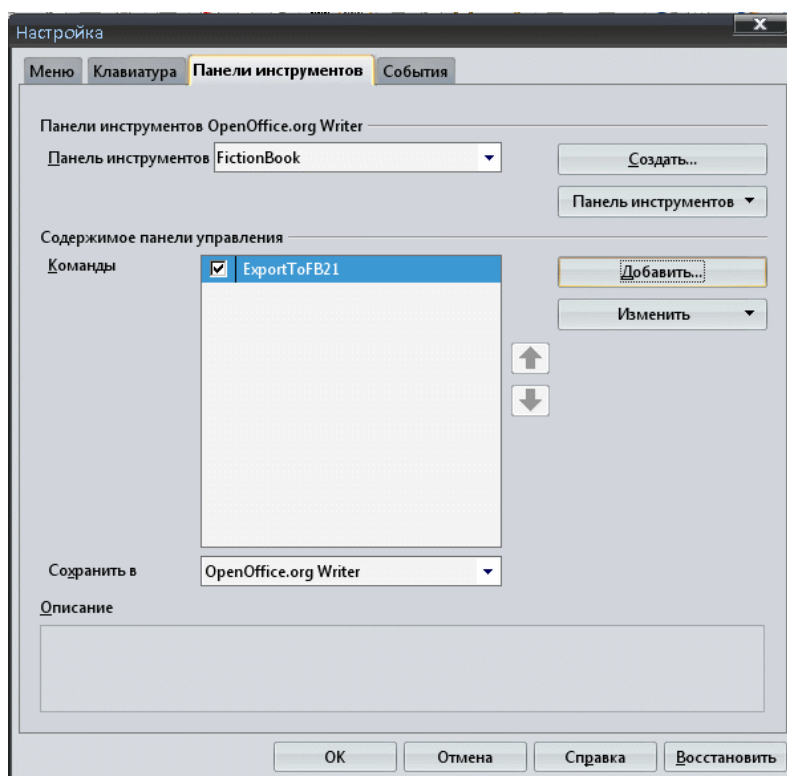 Настройка
Меню Клавиатура Панели инструментов События
Панели инструментов OpenOffice.org Writer
Панель инструментов FictionBook Создать...
Панель инструментов
Содержимое панели управления
Команды ExportToFB21 Добавить...
Изменить
Сохранить в OpenOffice.org Writer
Описание
OK Отмена Справка Восстановить